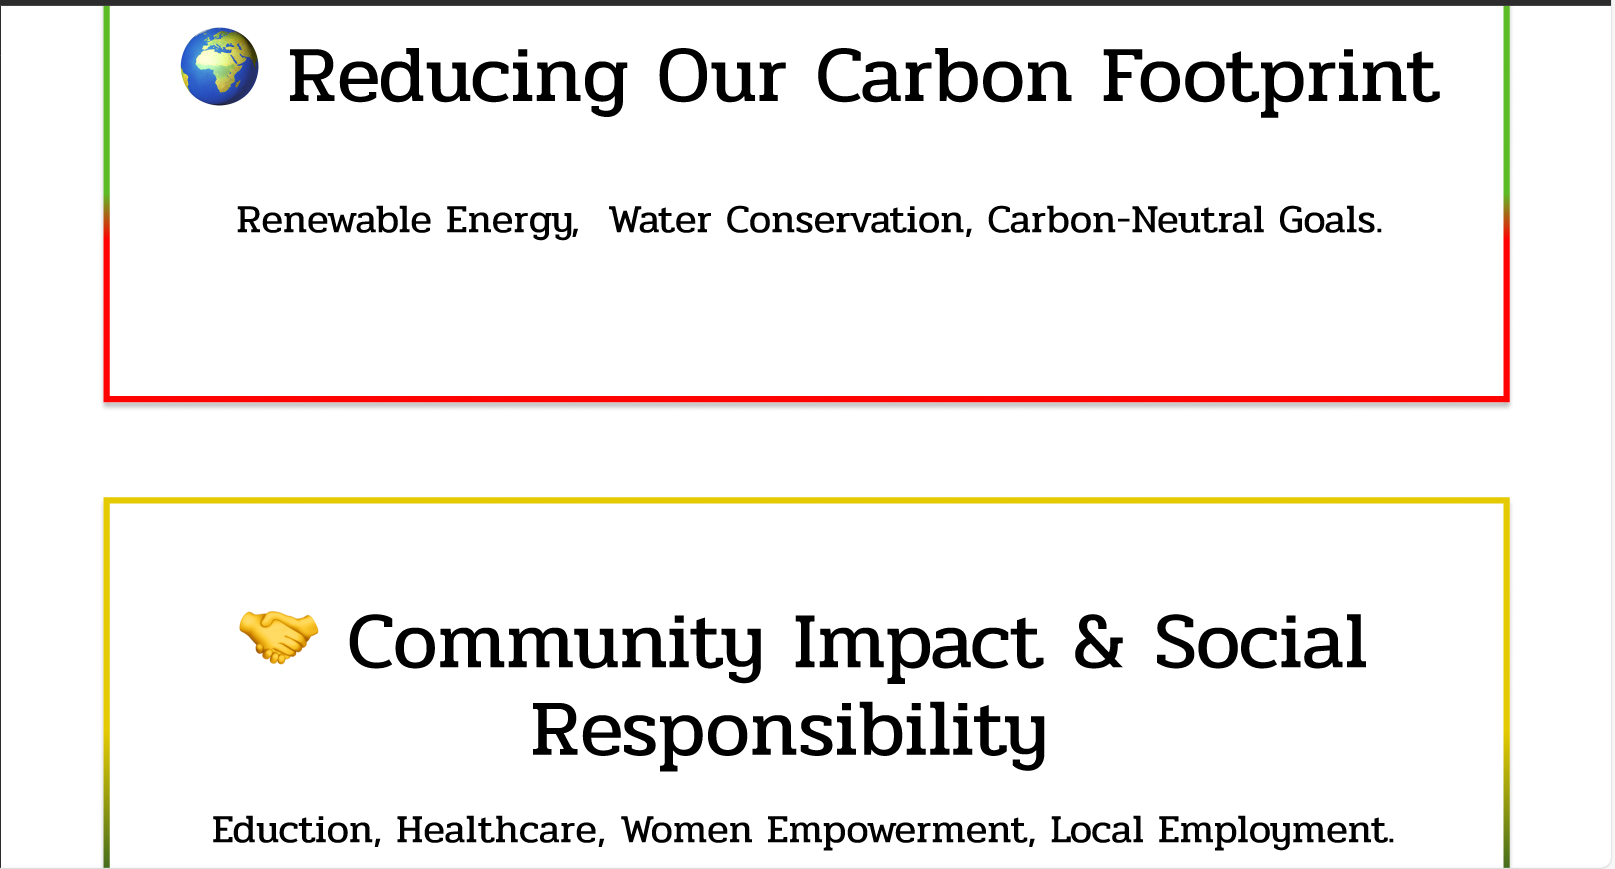 Reducing Our Carbon Footprint
Renewable Energy,  Water Conservation, Carbon-Neutral Goals.
Community Impact & Social
Responsibility
Eduction, Healthcare, Women Empowerment, Local Employment.